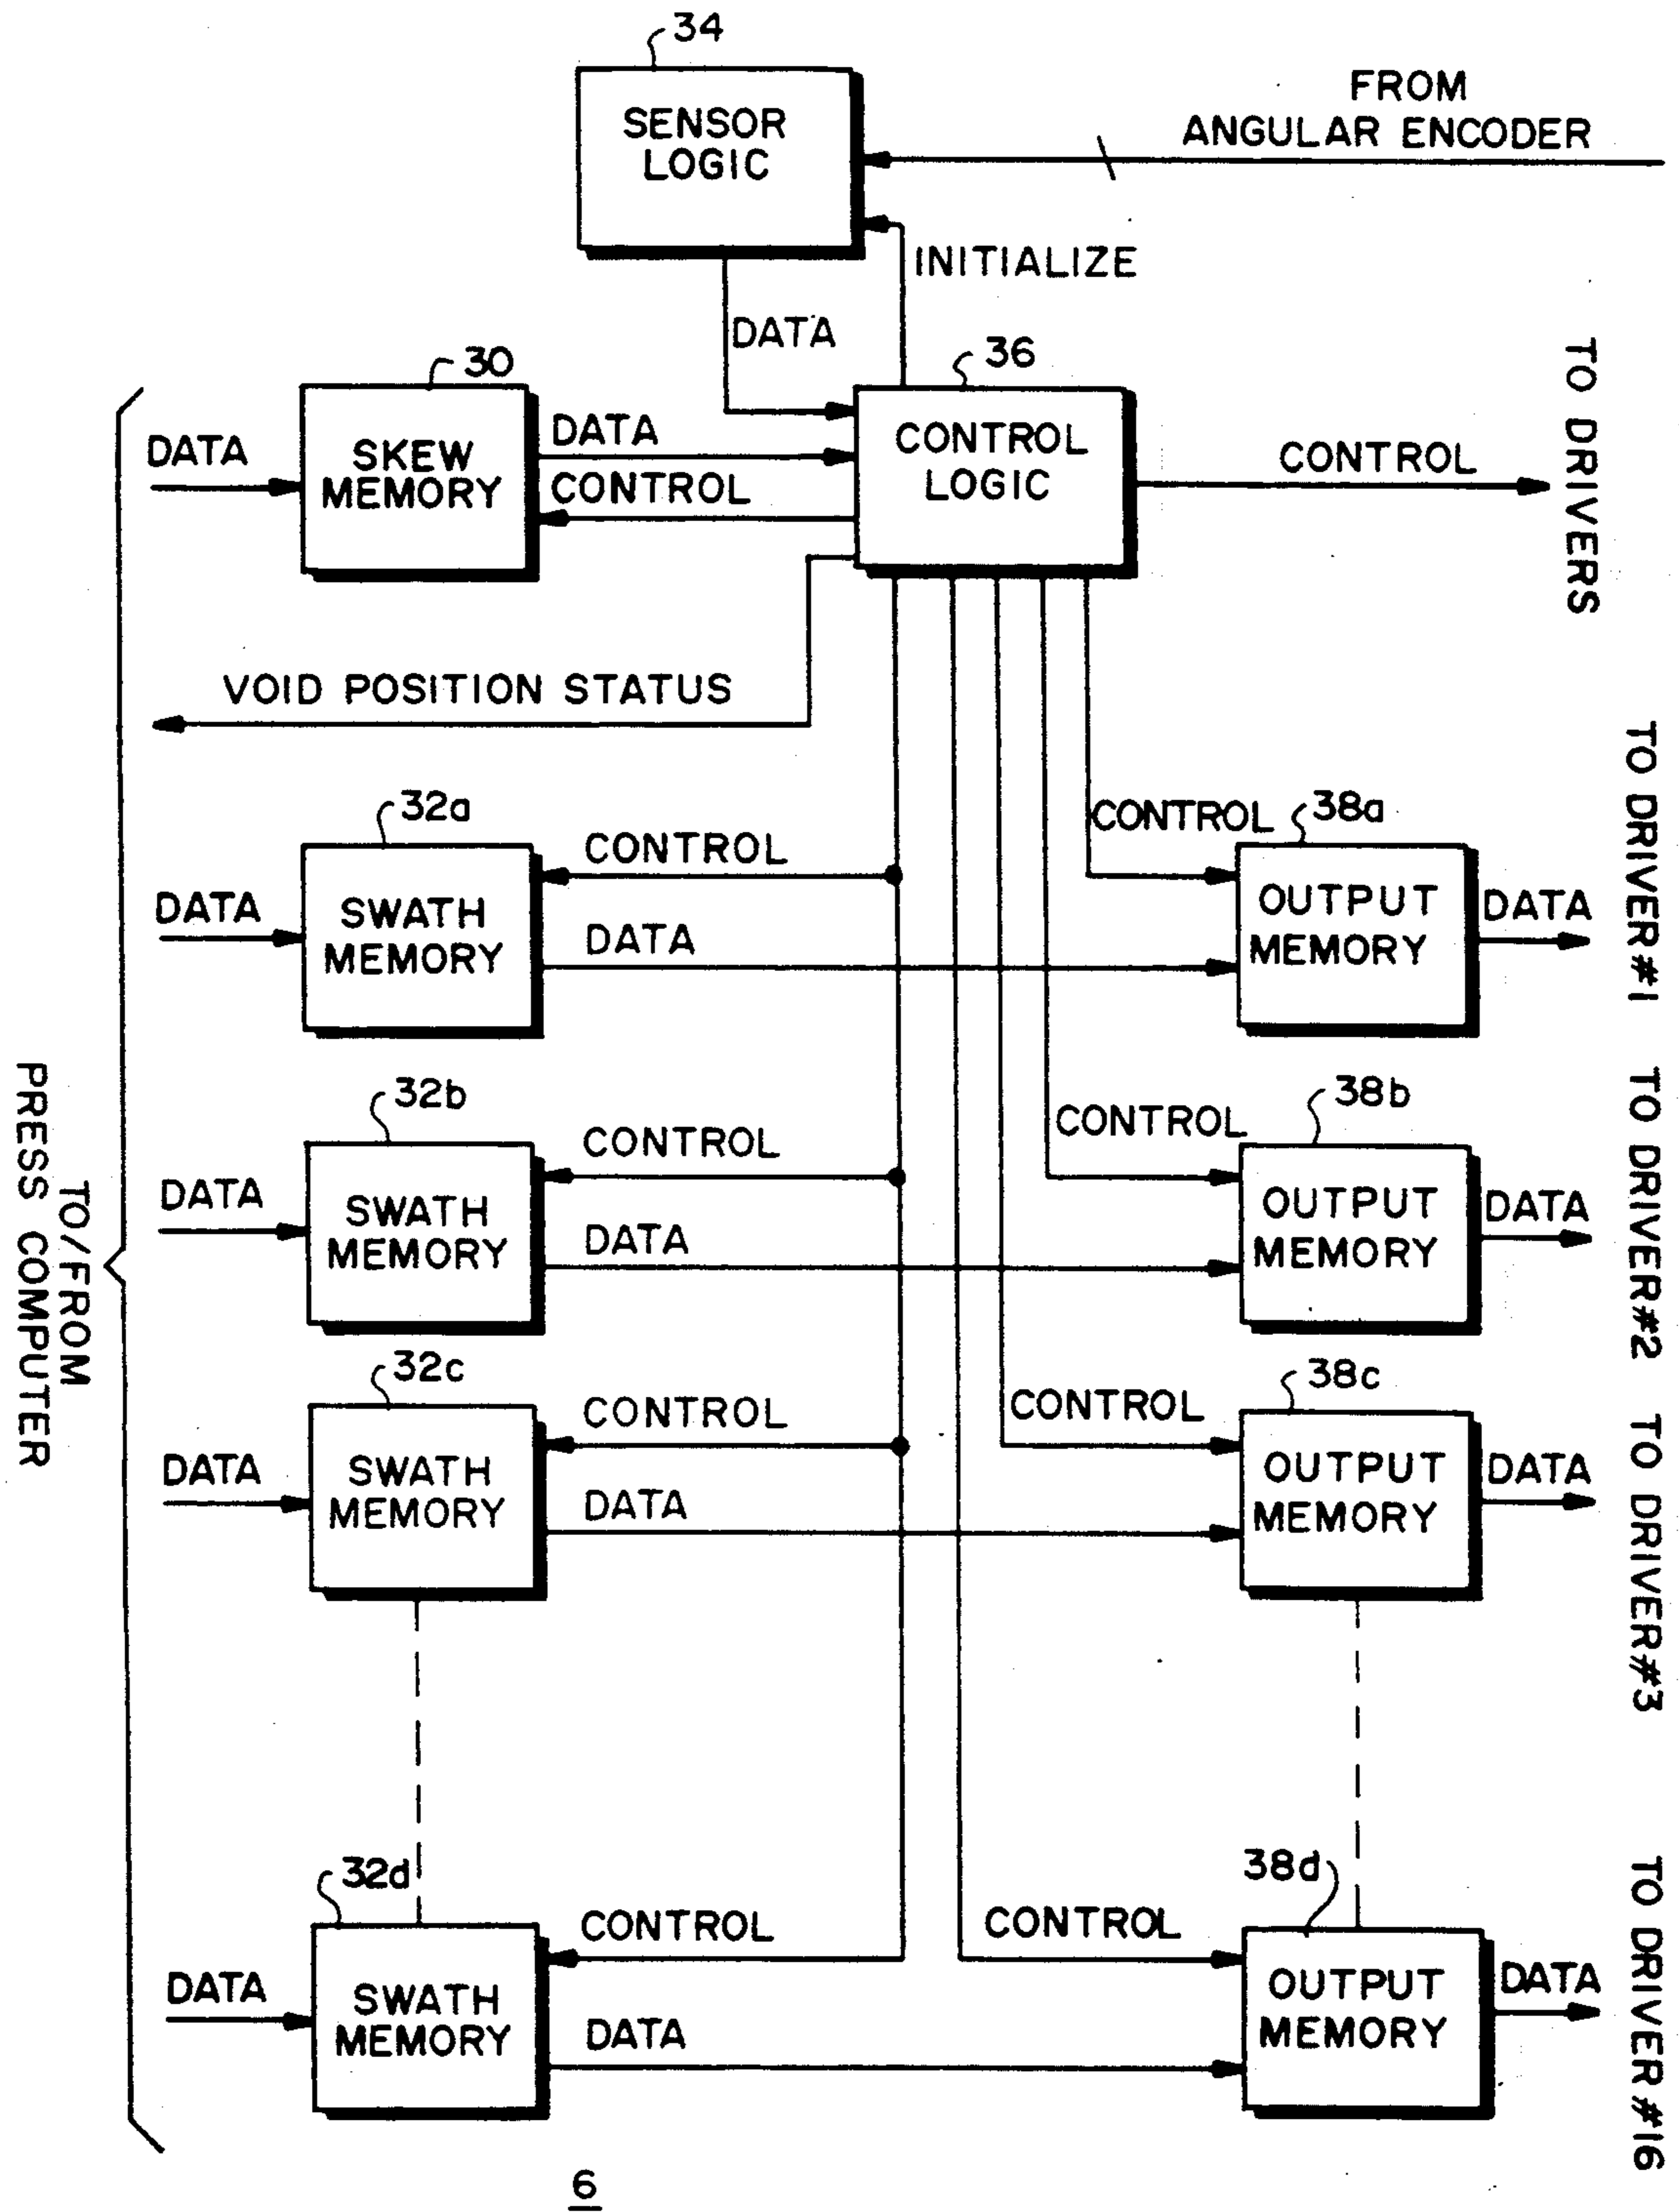 34
SENSOR
LOGIC
FROM
ANGULAR ENCODER
INITIALIZE
DATA
30
SKEW
MEMORY
DATA
DATA
CONTROL
36
CONTROL
LOGIC
CONTROL
TO DRIVERS
VOID POSITION STATUS
32a
SWATH
MEMORY
DATA
CONTROL
DATA
CONTROL
38a
OUTPUT
MEMORY
DATA
TO DRIVER#1
32b
SWATH
MEMORY
DATA
CONTROL
DATA
CONTROL
38b
OUTPUT
MEMORY
DATA
TO DRIVER#2
32c
SWATH
MEMORY
DATA
CONTROL
DATA
CONTROL
38c
OUTPUT
MEMORY
DATA
TO DRIVER#3
32d
SWATH
MEMORY
DATA
CONTROL
DATA
CONTROL
38d
OUTPUT
MEMORY
DATA
TO DRIVER#16
TO/FROM
PRESS COMPUTER
6